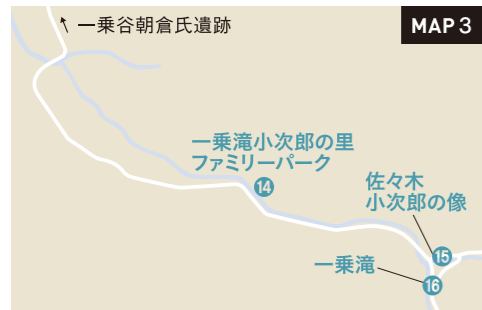 ↖ 一乗谷朝倉氏遺跡
MAP 3
一乗滝小次郎の里
ファミリーパーク
⑭
佐々木
小次郎の像
⑮
一乗滝
⑯